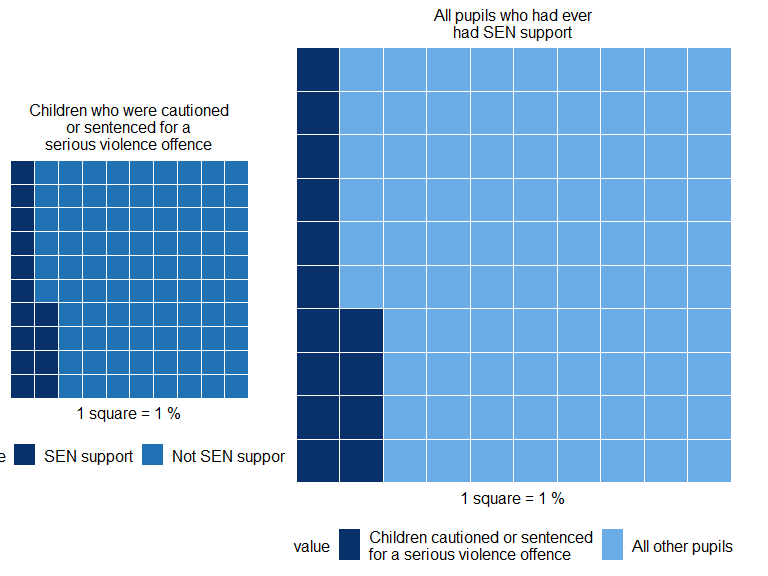 All pupils who had ever
had SEN support
Children who were cautioned
or sentenced for a
serious violence offence
1 square = 1 %
e SEN support Not SEN suppor
1 square = 1 %
value Children cautioned or sentenced
for a serious violence offence All other pupils